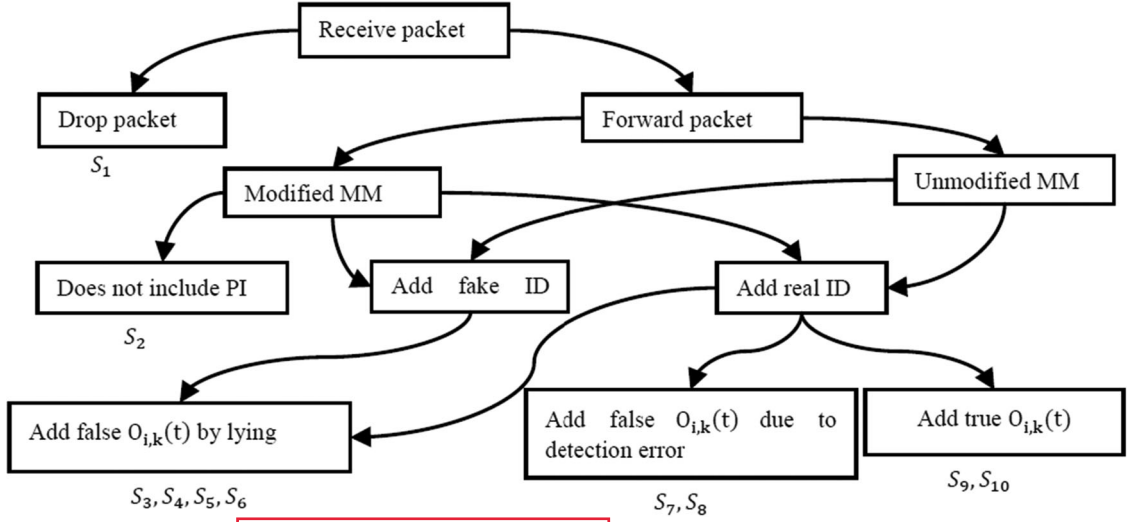 Receive packet
Drop packet
Forward packet
S₁
Modified MM
Unmodified MM
Does not include PI
Add fake ID
Add real ID
S₂
Add false Oᵢ,ₖ(t) by lying
Add false Oᵢ,ₖ(t) due to
detection error
Add true Oᵢ,ₖ(t)
S₃, S₄, S₅, S₆
S₇, S₈
S₉, S₁₀